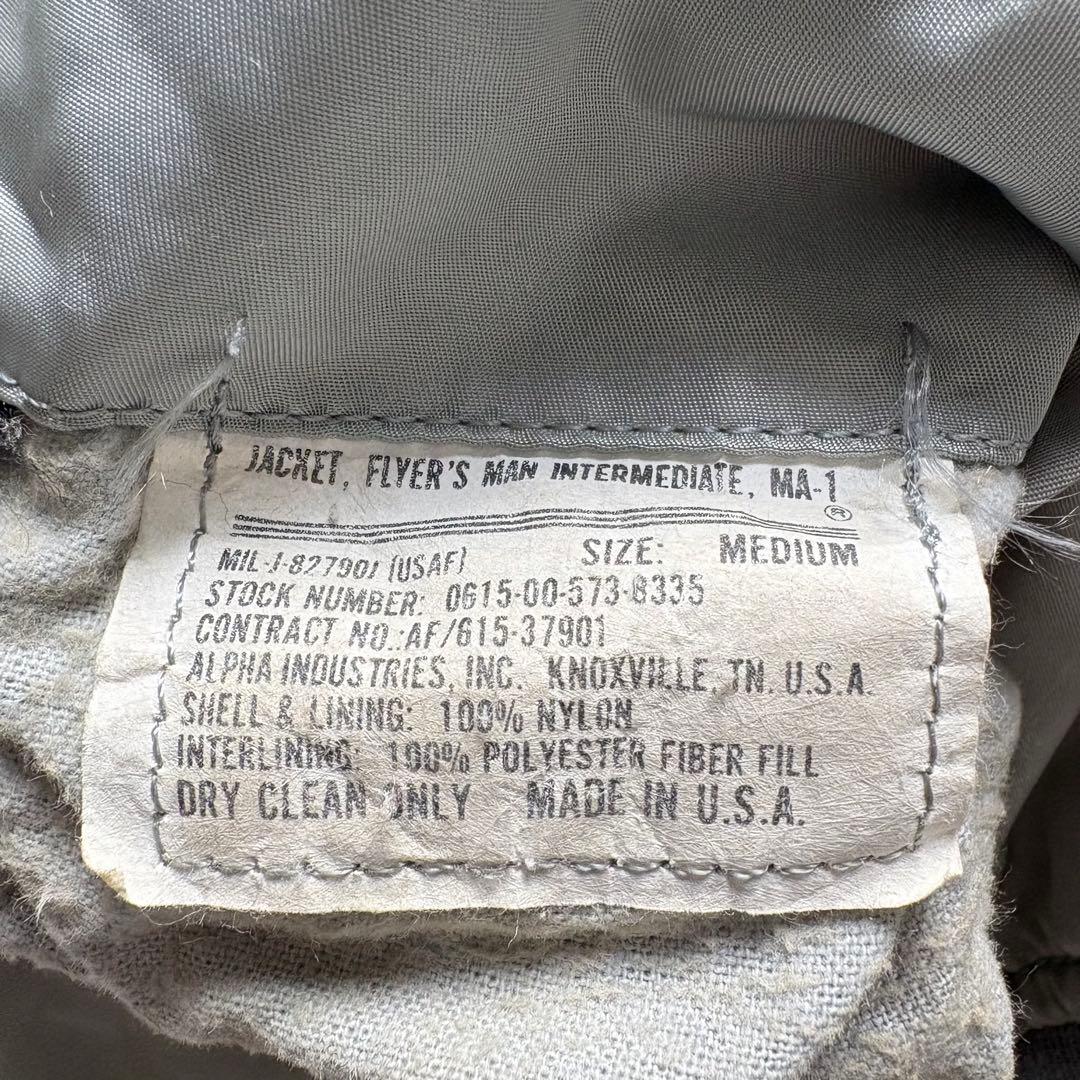 JACKET, FLYER'S MAN INTERMEDIATE, MA-1
®
MIL-J-82790J (USAF) SIZE: MEDIUM
STOCK NUMBER: 0615-00-573-8335
CONTRACT NO.:AF/615-37901
ALPHA INDUSTRIES, INC. KNOXVILLE, TN. U.S.A.
SHELL & LINING: 100% NYLON
INTERLINING: 100% POLYESTER FIBER FILL
DRY CLEAN ONLY MADE IN U.S.A.